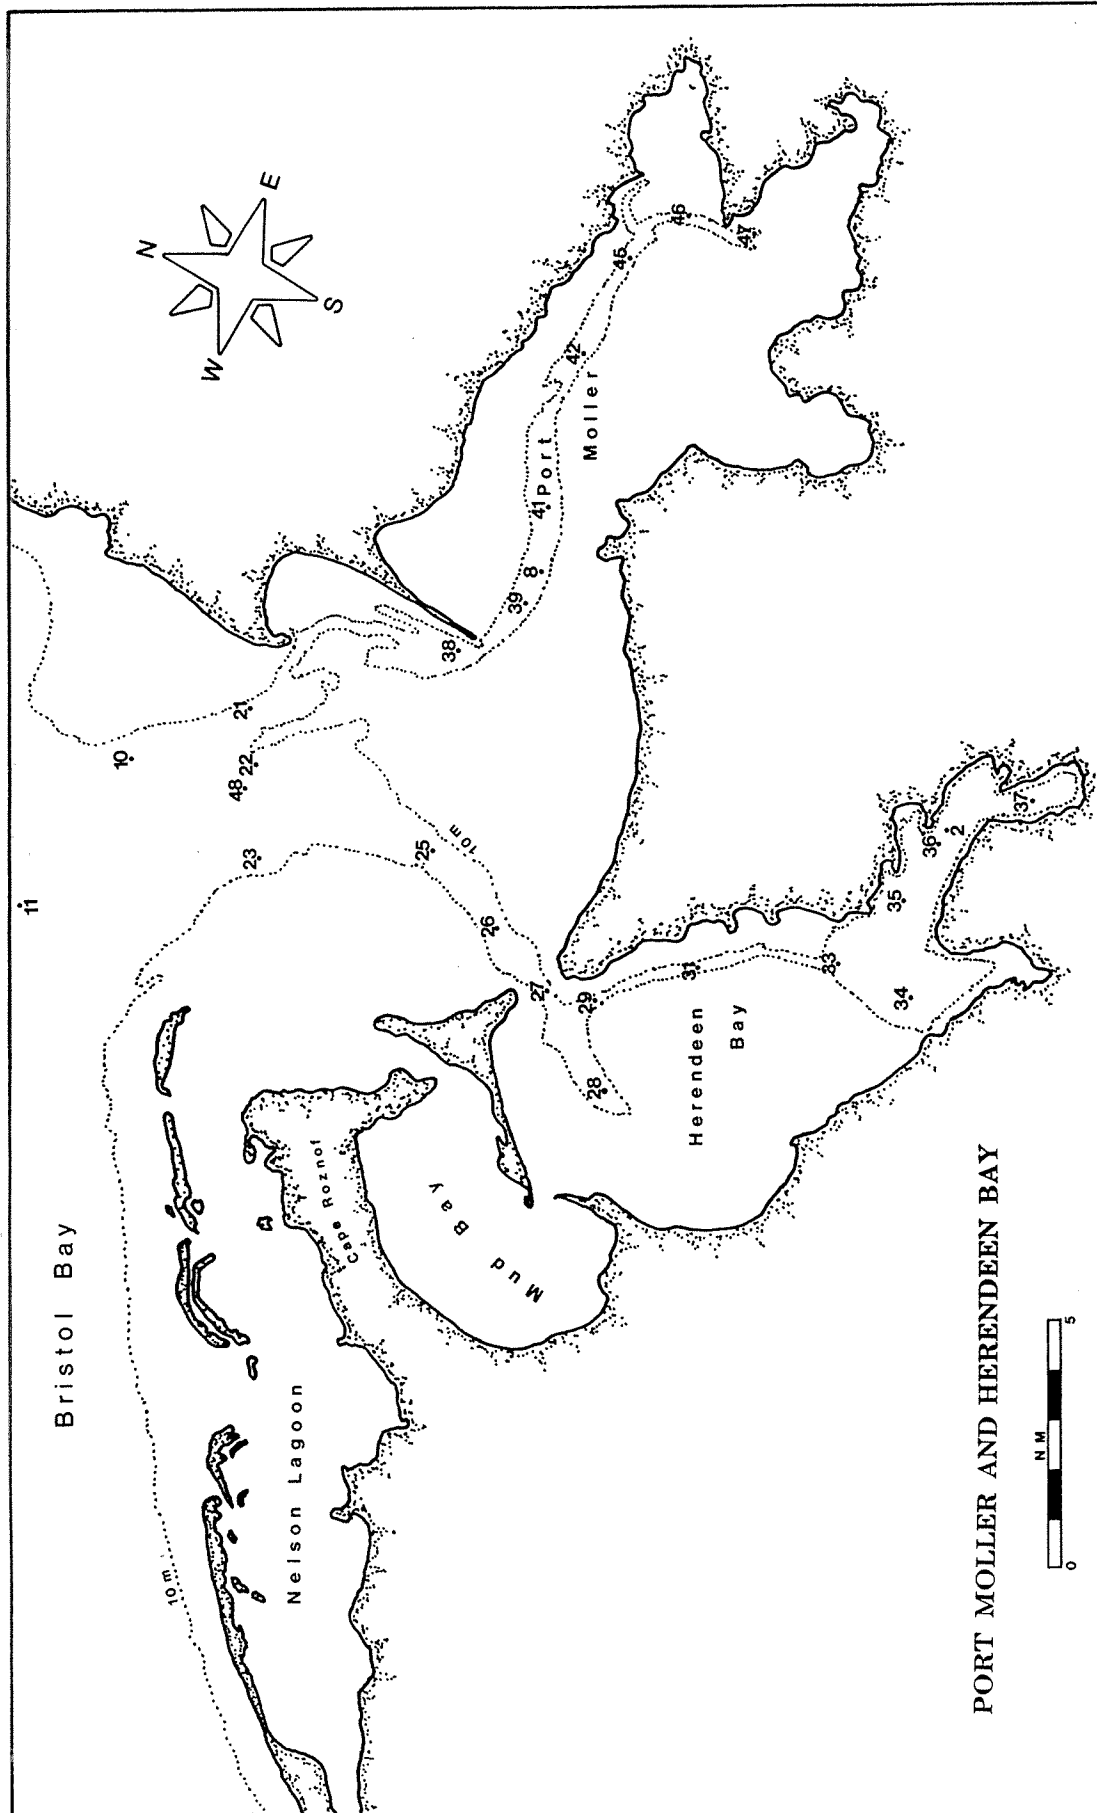 N
E
S
W
Bristol Bay
10m
Nelson Lagoon
Cape Roznof
Mud Bay
Herendeen
Bay
Port
Moller
10m
11
10
21
22
48
23
25
26
27
28
29
31
33
34
35
36
2
37
38
39
8
41
42
45
46
47
PORT MOLLER AND HERENDEEN BAY
NM
0
5